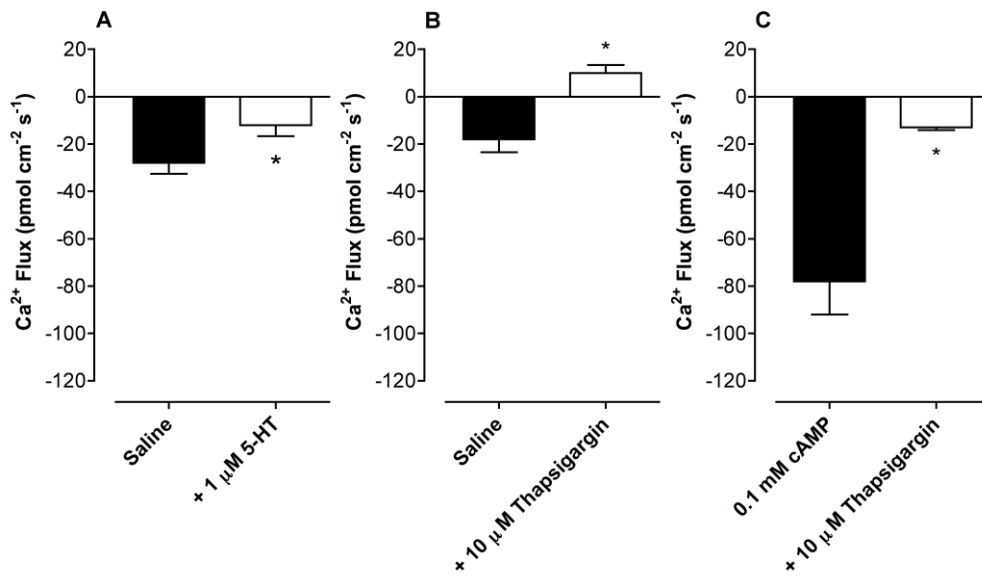 A
B
C
Ca²⁺ Flux (pmol cm⁻² s⁻¹)
20
0
-20
-40
-60
-80
-100
-120
*
Saline
+ 1 μM 5-HT
Ca²⁺ Flux (pmol cm⁻² s⁻¹)
20
0
-20
-40
-60
-80
-100
-120
*
Saline
+ 10 μM Thapsigargin
Ca²⁺ Flux (pmol cm⁻² s⁻¹)
20
0
-20
-40
-60
-80
-100
-120
*
0.1 mM cAMP
+ 10 μM Thapsigargin